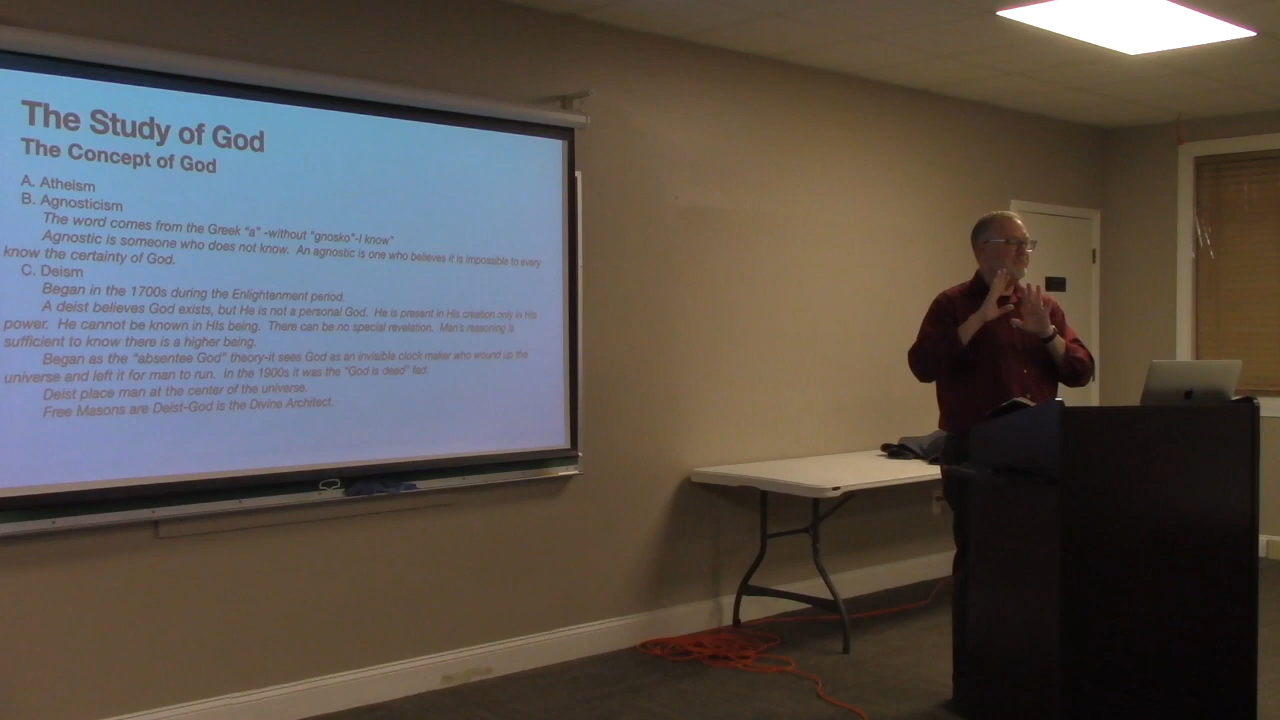 The Study of God
The Concept of God
A. Atheism
B. Agnosticism
The word comes from the Greek "a" -without "gnosko"-I know"
Agnostic is someone who does not know. An agnostic is one who believes it is impossible to every
know the certainty of God.
C. Deism
Began in the 1700s during the Enlightenment period.
A deist believes God exists, but He is not a personal God. He is present in His creation only in His
power. He cannot be known in HIs being. There can be no special revelation. Man's reasoning is
sufficient to know there is a higher being.
Began as the "absentee God" theory-it sees God as an invisible clock maker who wound up the
universe and left it for man to run. In the 1900s it was the "God is dead" fad.
Deist place man at the center of the universe.
Free Masons are Deist-God is the Divine Architect.